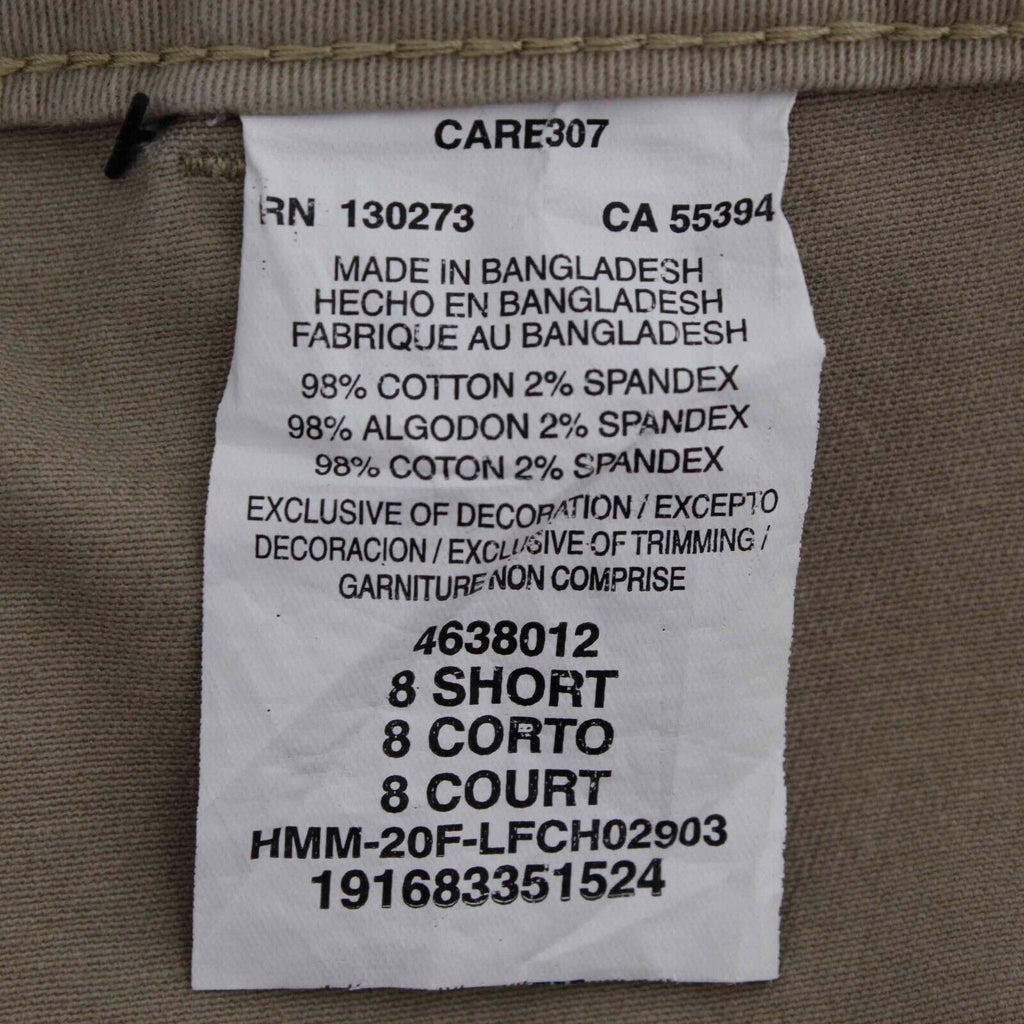 CARE307
RN 130273 CA 55394
MADE IN BANGLADESH
HECHO EN BANGLADESH
FABRIQUE AU BANGLADESH
98% COTTON 2% SPANDEX
98% ALGODON 2% SPANDEX
98% COTON 2% SPANDEX
EXCLUSIVE OF DECORATION / EXCEPTO
DECORACION / EXCLUSIVE OF TRIMMING /
GARNITURE NON COMPRISE
4638012
8 SHORT
8 CORTO
8 COURT
HMM-20F-LFCH02903
191683351524